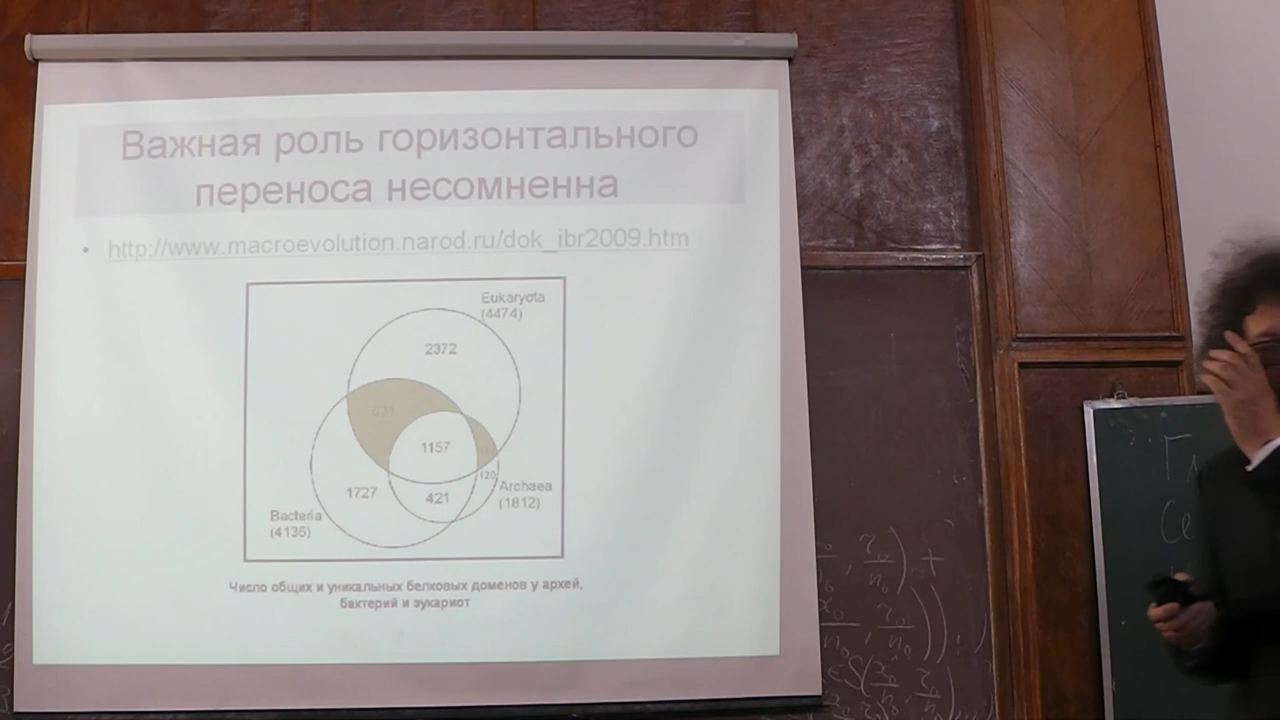 Важная роль горизонтального
переноса несомненна
• http://www.macroevolution.narod.ru/dok_ibr2009.htm
Eukaryota
(4474)
2372
831
1157
120
1727
421
Archaea
(1812)
Bacteria
(4136)
Число общих и уникальных белковых доменов у архей,
бактерий и эукариот